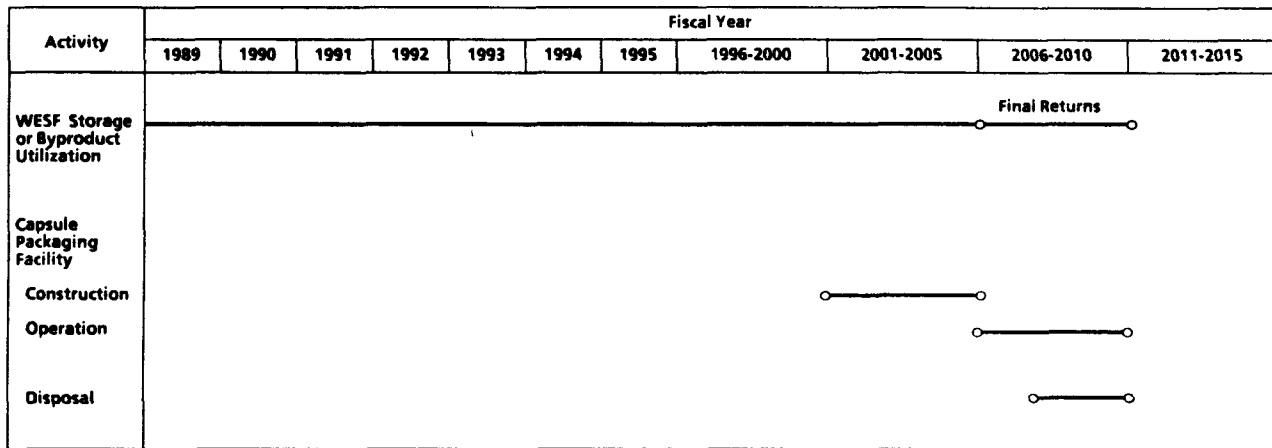 Activity
Fiscal Year
1989 1990 1991 1992 1993 1994 1995 1996-2000 2001-2005 2006-2010 2011-2015
WESF Storage
or Byproduct
Utilization
Final Returns
Capsule
Packaging
Facility
Construction
Operation
Disposal